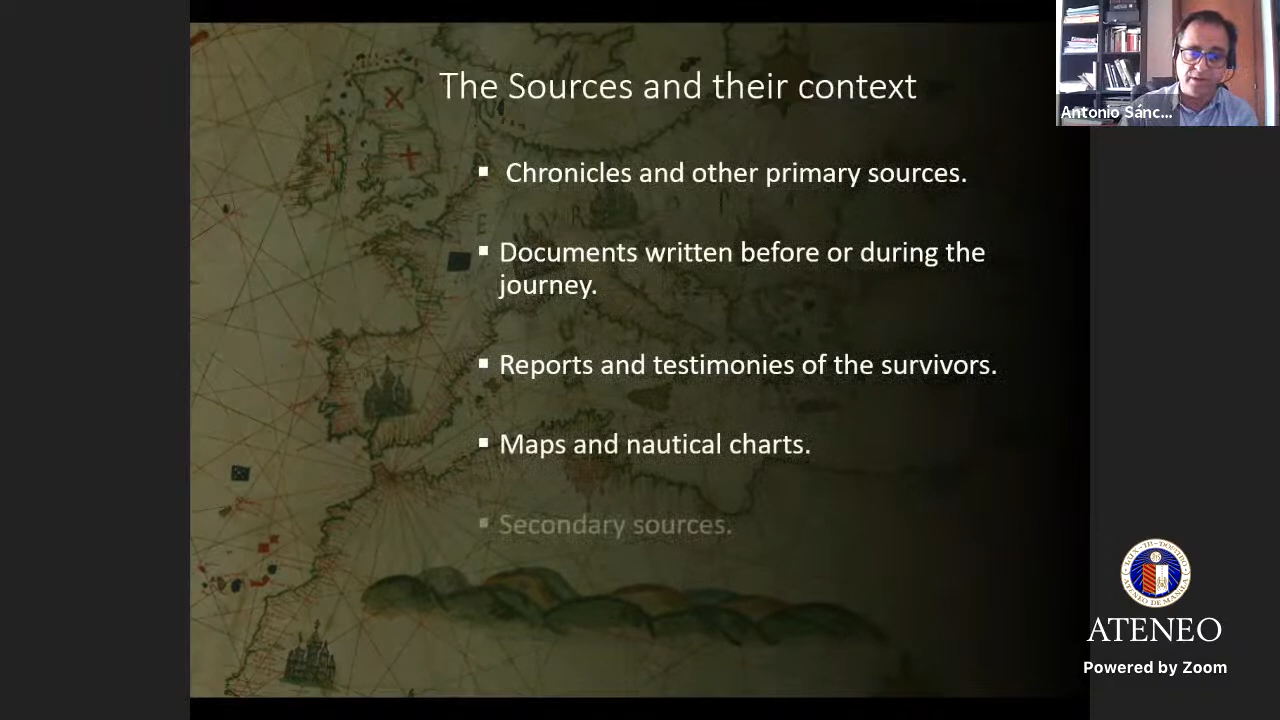 The Sources and their context
Antonio Sánc...
▪ Chronicles and other primary sources.
▪ Documents written before or during the
journey.
▪ Reports and testimonies of the survivors.
▪ Maps and nautical charts.
▪ Secondary sources.
ATENEO
Powered by Zoom